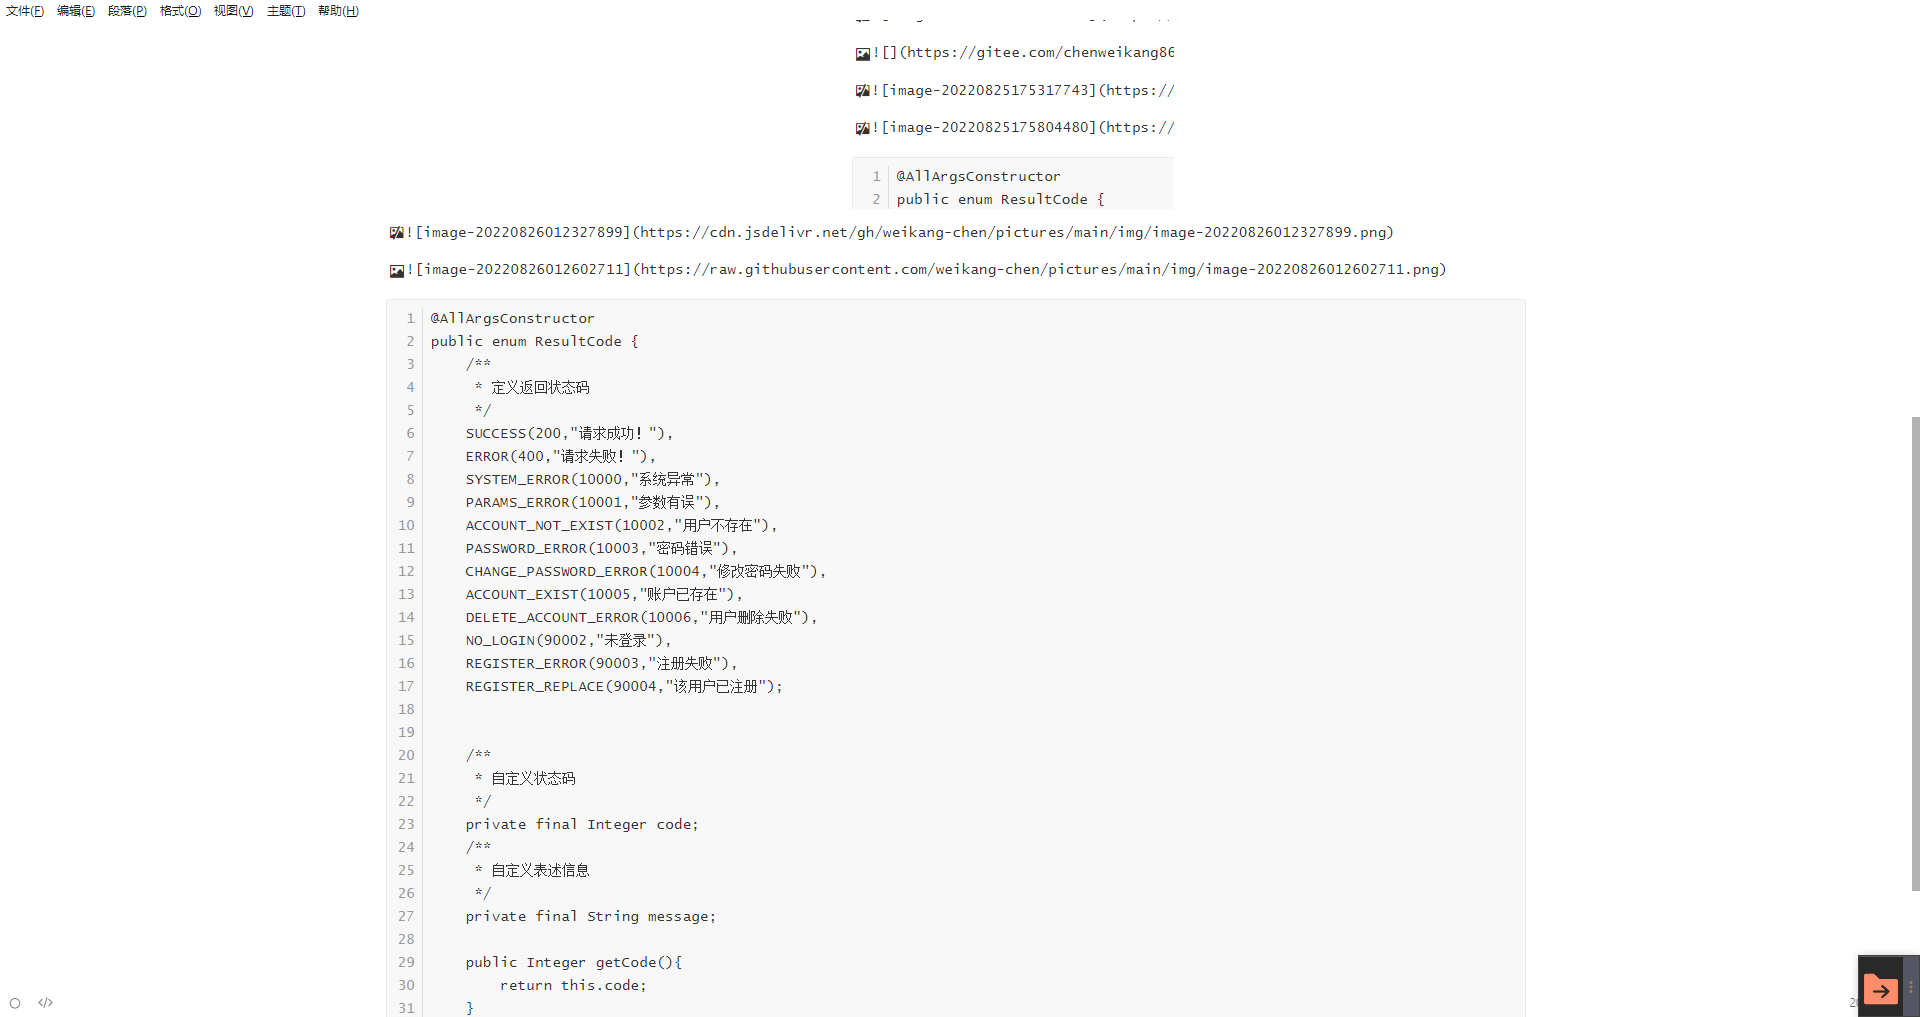 文件(F) 编辑(E) 段落(P) 格式(O) 视图(V) 主题(T) 帮助(H)
![](https://gitee.com/chenweikang86
![image-20220825175317743](https://
![image-20220825175804480](https://
1 @AllArgsConstructor
2 public enum ResultCode {
![image-20220826012327899](https://cdn.jsdelivr.net/gh/weikang-chen/pictures/main/img/image-20220826012327899.png)
![image-20220826012602711](https://raw.githubusercontent.com/weikang-chen/pictures/main/img/image-20220826012602711.png)
1 @AllArgsConstructor
2 public enum ResultCode {
3     /**
4      * 定义返回状态码
5      */
6     SUCCESS(200,"请求成功！"),
7     ERROR(400,"请求失败！"),
8     SYSTEM_ERROR(10000,"系统异常"),
9     PARAMS_ERROR(10001,"参数有误"),
10     ACCOUNT_NOT_EXIST(10002,"用户不存在"),
11     PASSWORD_ERROR(10003,"密码错误"),
12     CHANGE_PASSWORD_ERROR(10004,"修改密码失败"),
13     ACCOUNT_EXIST(10005,"账户已存在"),
14     DELETE_ACCOUNT_ERROR(10006,"用户删除失败"),
15     NO_LOGIN(90002,"未登录"),
16     REGISTER_ERROR(90003,"注册失败"),
17     REGISTER_REPLACE(90004,"该用户已注册");
18
19
20     /**
21      * 自定义状态码
22      */
23     private final Integer code;
24     /**
25      * 自定义表述信息
26      */
27     private final String message;
28
29     public Integer getCode(){
30         return this.code;
31     }